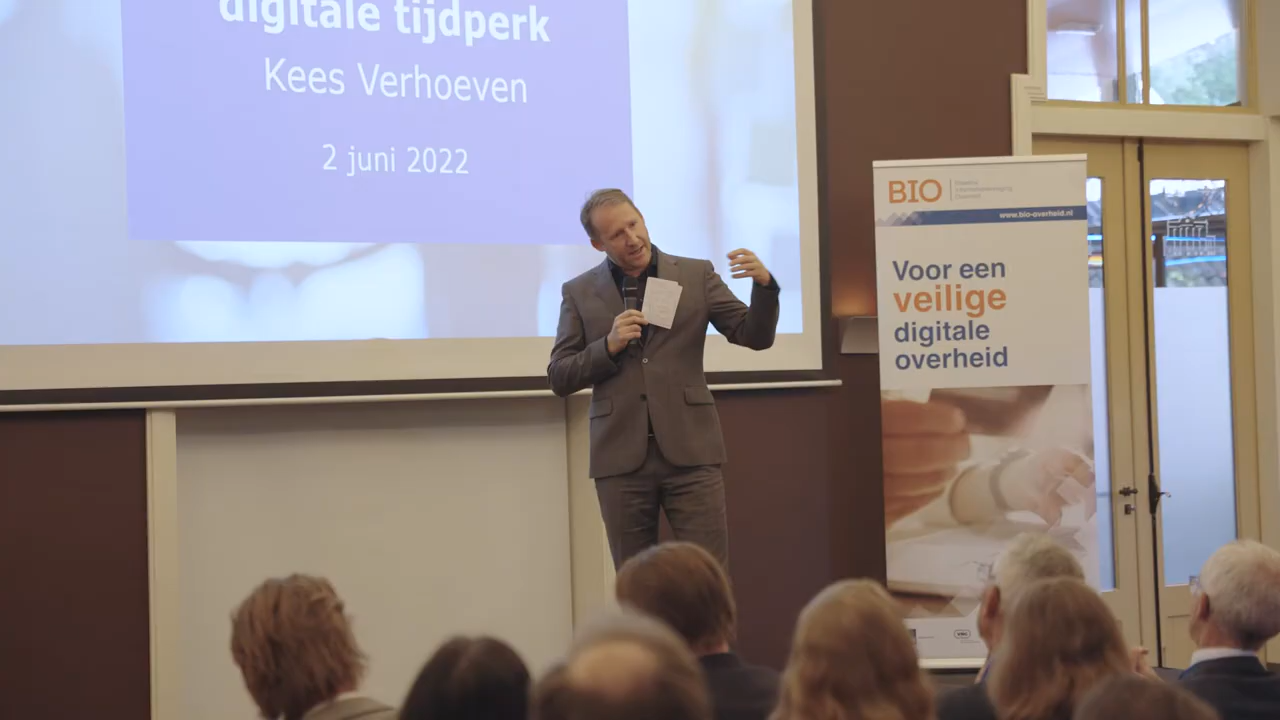 digitale tijdperk
Kees Verhoeven
2 juni 2022
BIO
www.bio-overheid.nl
Voor een
veilige
digitale
overheid